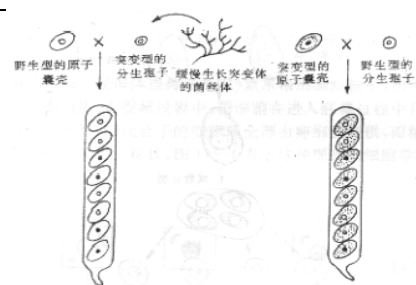 野生型的原子
囊壳
突变型的
分生孢子
缓慢生长突变体
的菌丝体
突变型的
原子囊壳
野生型的
分生孢子